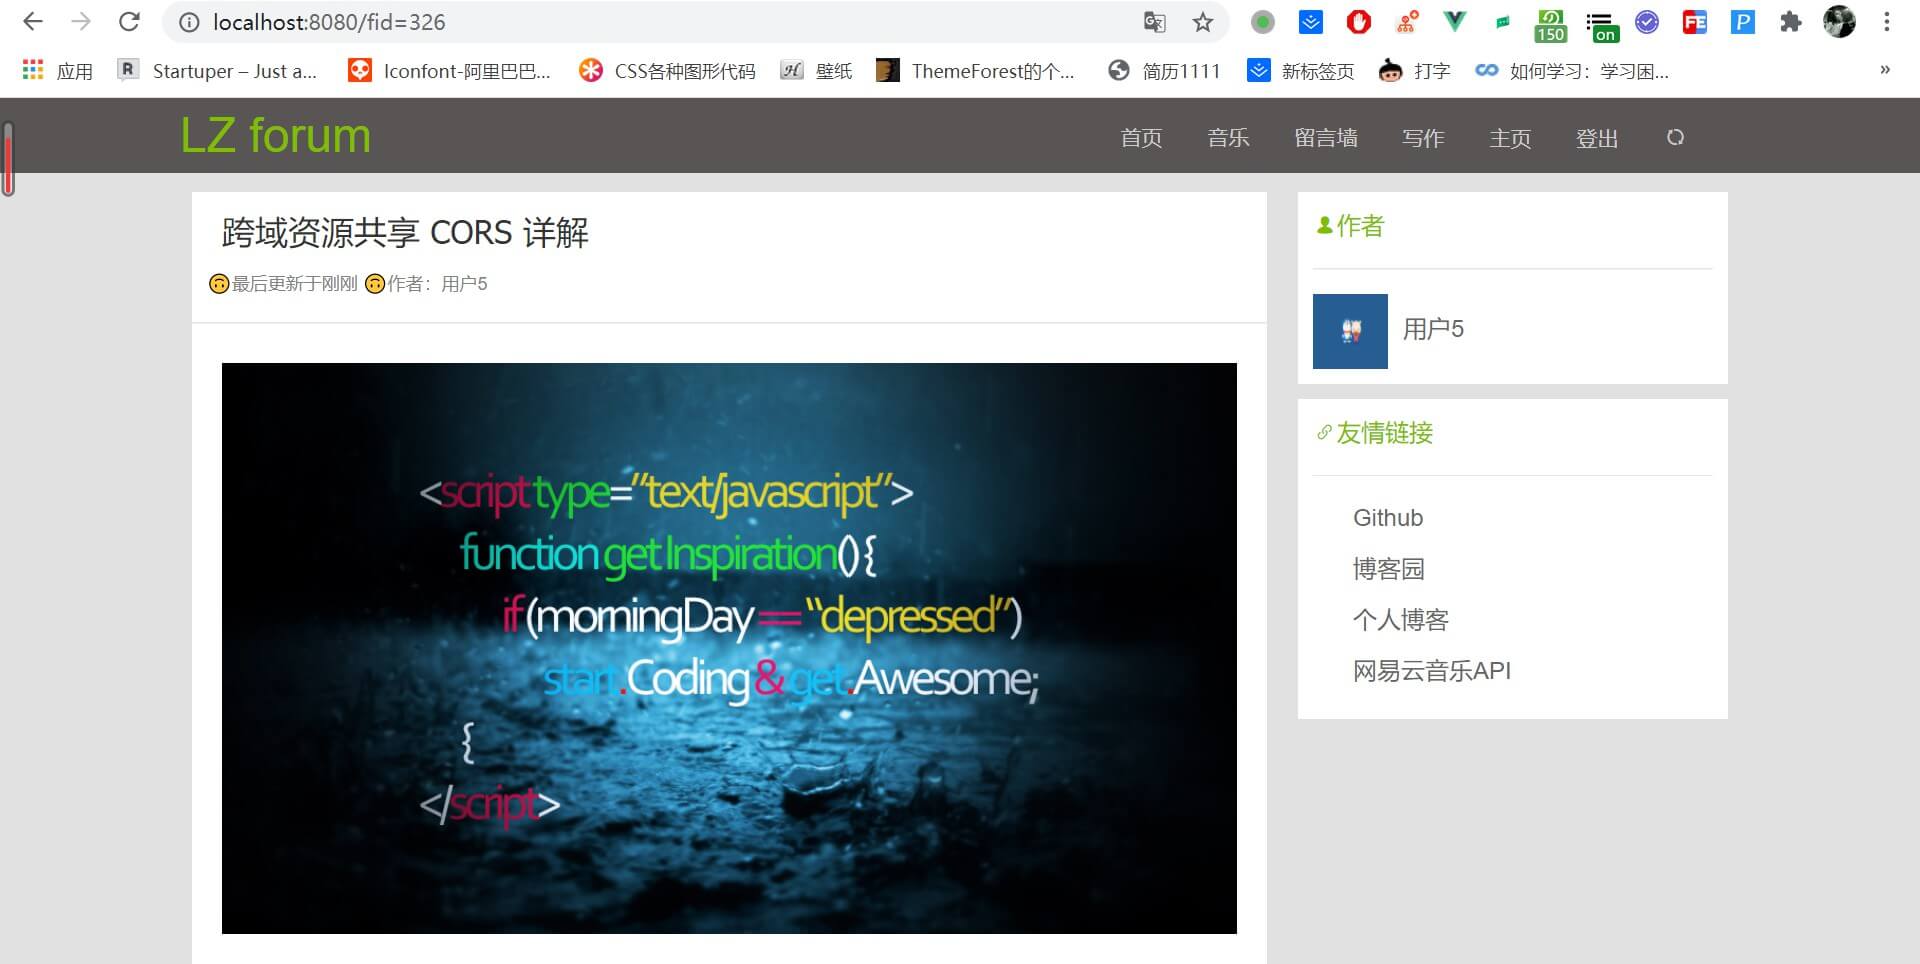 localhost:8080/fid=326
150
on
FE
P
应用
R Startuper – Just a...
Iconfont-阿里巴巴...
CSS各种图形代码
H 壁纸
ThemeForest的个...
简历1111
新标签页
打字
如何学习：学习困...
»
LZ forum
首页
音乐
留言墙
写作
主页
登出
跨域资源共享 CORS 详解
🙃最后更新于刚刚 🙃作者：用户5
<script type="text/javascript">
function getInspiration() {
if (morningDay == "depressed")
start.Coding & get.Awesome;
{
</script>
作者
用户5
友情链接
Github
博客园
个人博客
网易云音乐API